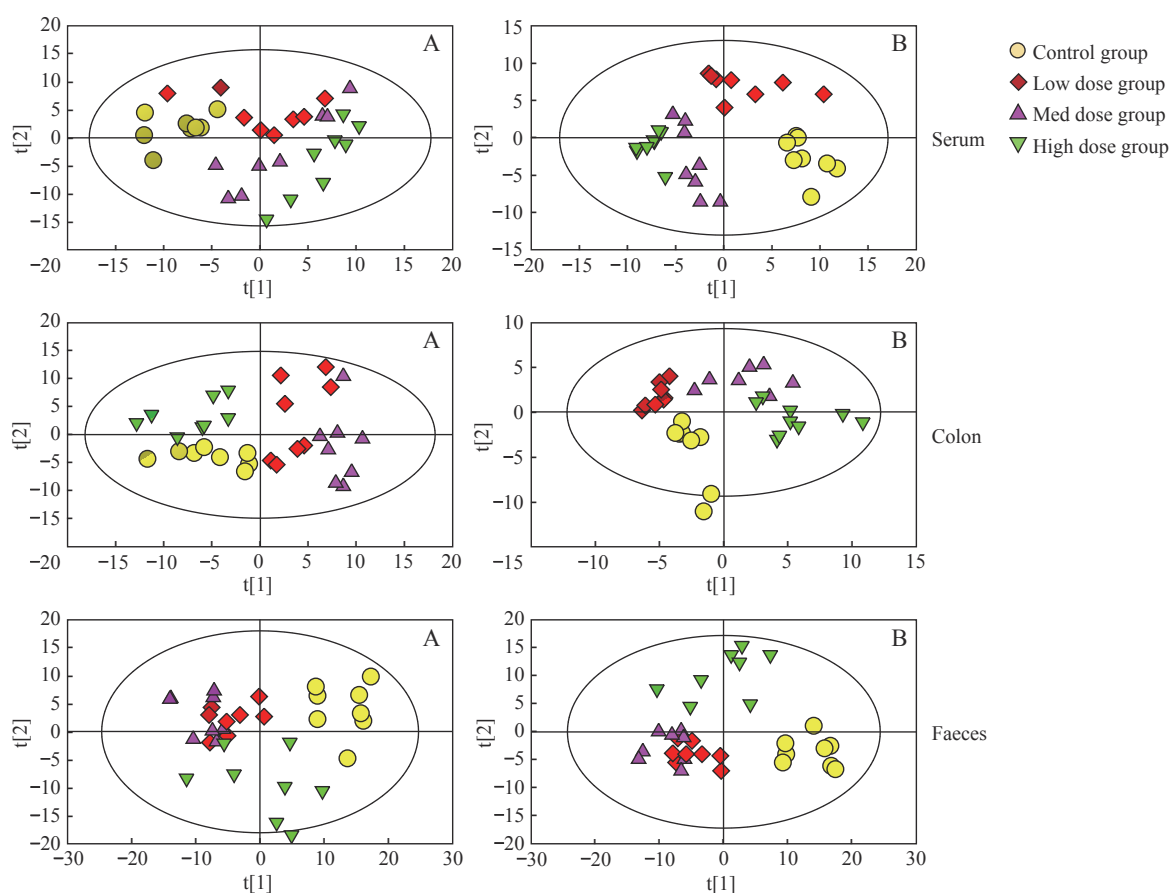 A
20
15
10
5
0
−5
−10
−15
−20
t[2]
−20 −15 −10 −5 0 5 10 15 20
t[1]
B
15
10
5
0
−5
−10
15
t[2]
−20 −15 −10 −5 0 5 10 15 20
t[1]
Serum
Control group
Low dose group
Med dose group
High dose group
A
20
15
10
5
0
−5
−10
−15
−20
t[2]
−20 −15 −10 −5 0 5 10 15 20
t[1]
B
10
5
0
−5
−10
−15
t[2]
−10 −5 0 5 10 15
t[1]
Colon
A
20
15
10
5
0
−5
−10
−15
−20
t[2]
−30 −20 −10 0 10 20 30
t[1]
B
20
15
10
5
0
−5
−10
−15
−20
t[2]
−30 −20 −10 0 10 20 30
t[1]
Faeces